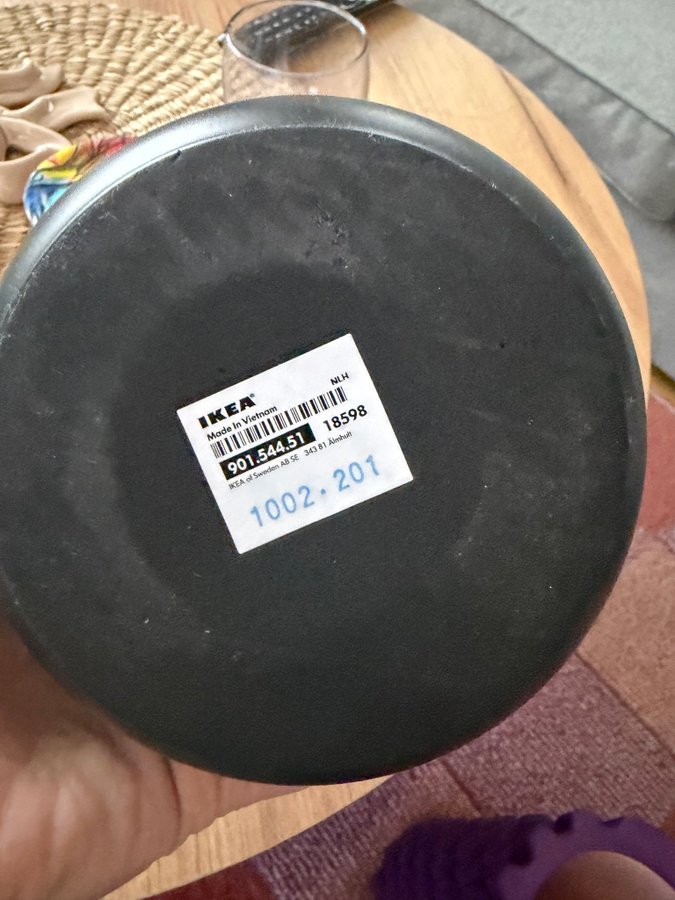 IKEA®
NLH
Made in Vietnam
901.544.51 18598
IKEA of Sweden AB SE 343 81 Älmhult
1002.201